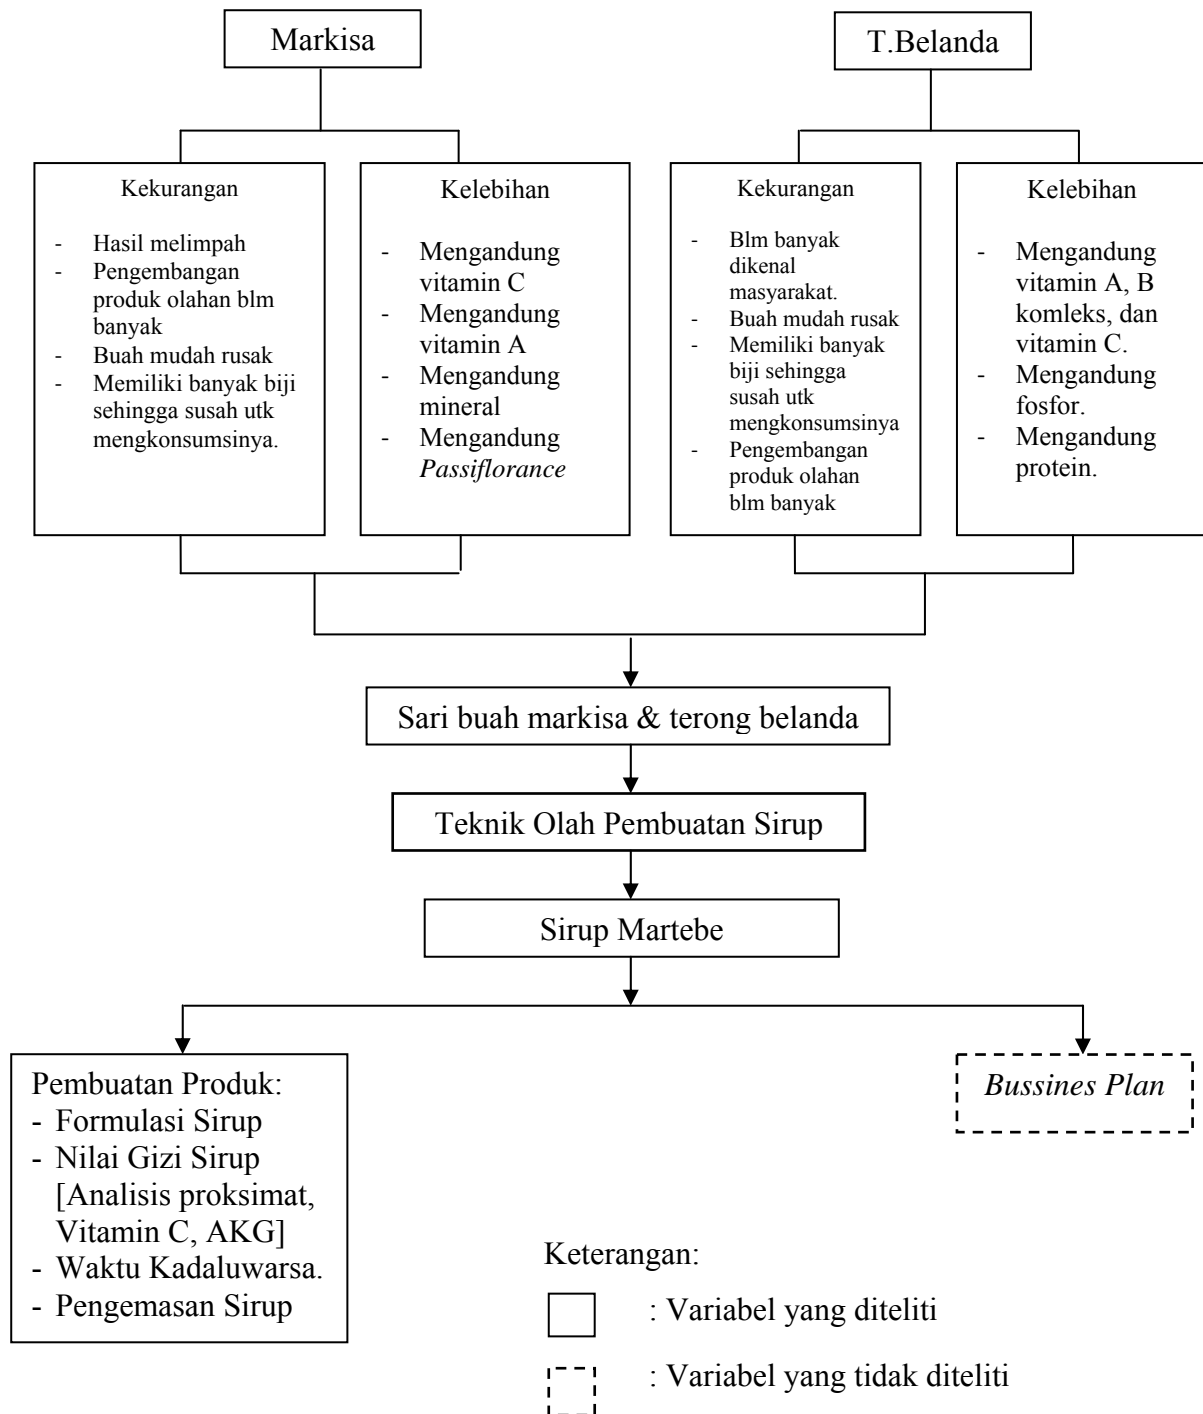 Markisa
T.Belanda
Kekurangan
- Hasil melimpah
- Pengembangan
produk olahan blm
banyak
- Buah mudah rusak
- Memiliki banyak biji
sehingga susah utk
mengkonsumsinya.
Kelebihan
- Mengandung
vitamin C
- Mengandung
vitamin A
- Mengandung
mineral
- Mengandung
Passiflorance
Kekurangan
- Blm banyak
dikenal
masyarakat.
- Buah mudah rusak
- Memiliki banyak
biji sehingga
susah utk
mengkonsumsinya
- Pengembangan
produk olahan
blm banyak
Kelebihan
- Mengandung
vitamin A, B
komleks, dan
vitamin C.
- Mengandung
fosfor.
- Mengandung
protein.
Sari buah markisa & terong belanda
Teknik Olah Pembuatan Sirup
Sirup Martebe
Pembuatan Produk:
- Formulasi Sirup
- Nilai Gizi Sirup
[Analisis proksimat,
Vitamin C, AKG]
- Waktu Kadaluwarsa.
- Pengemasan Sirup
Bussines Plan
Keterangan:
: Variabel yang diteliti
: Variabel yang tidak diteliti